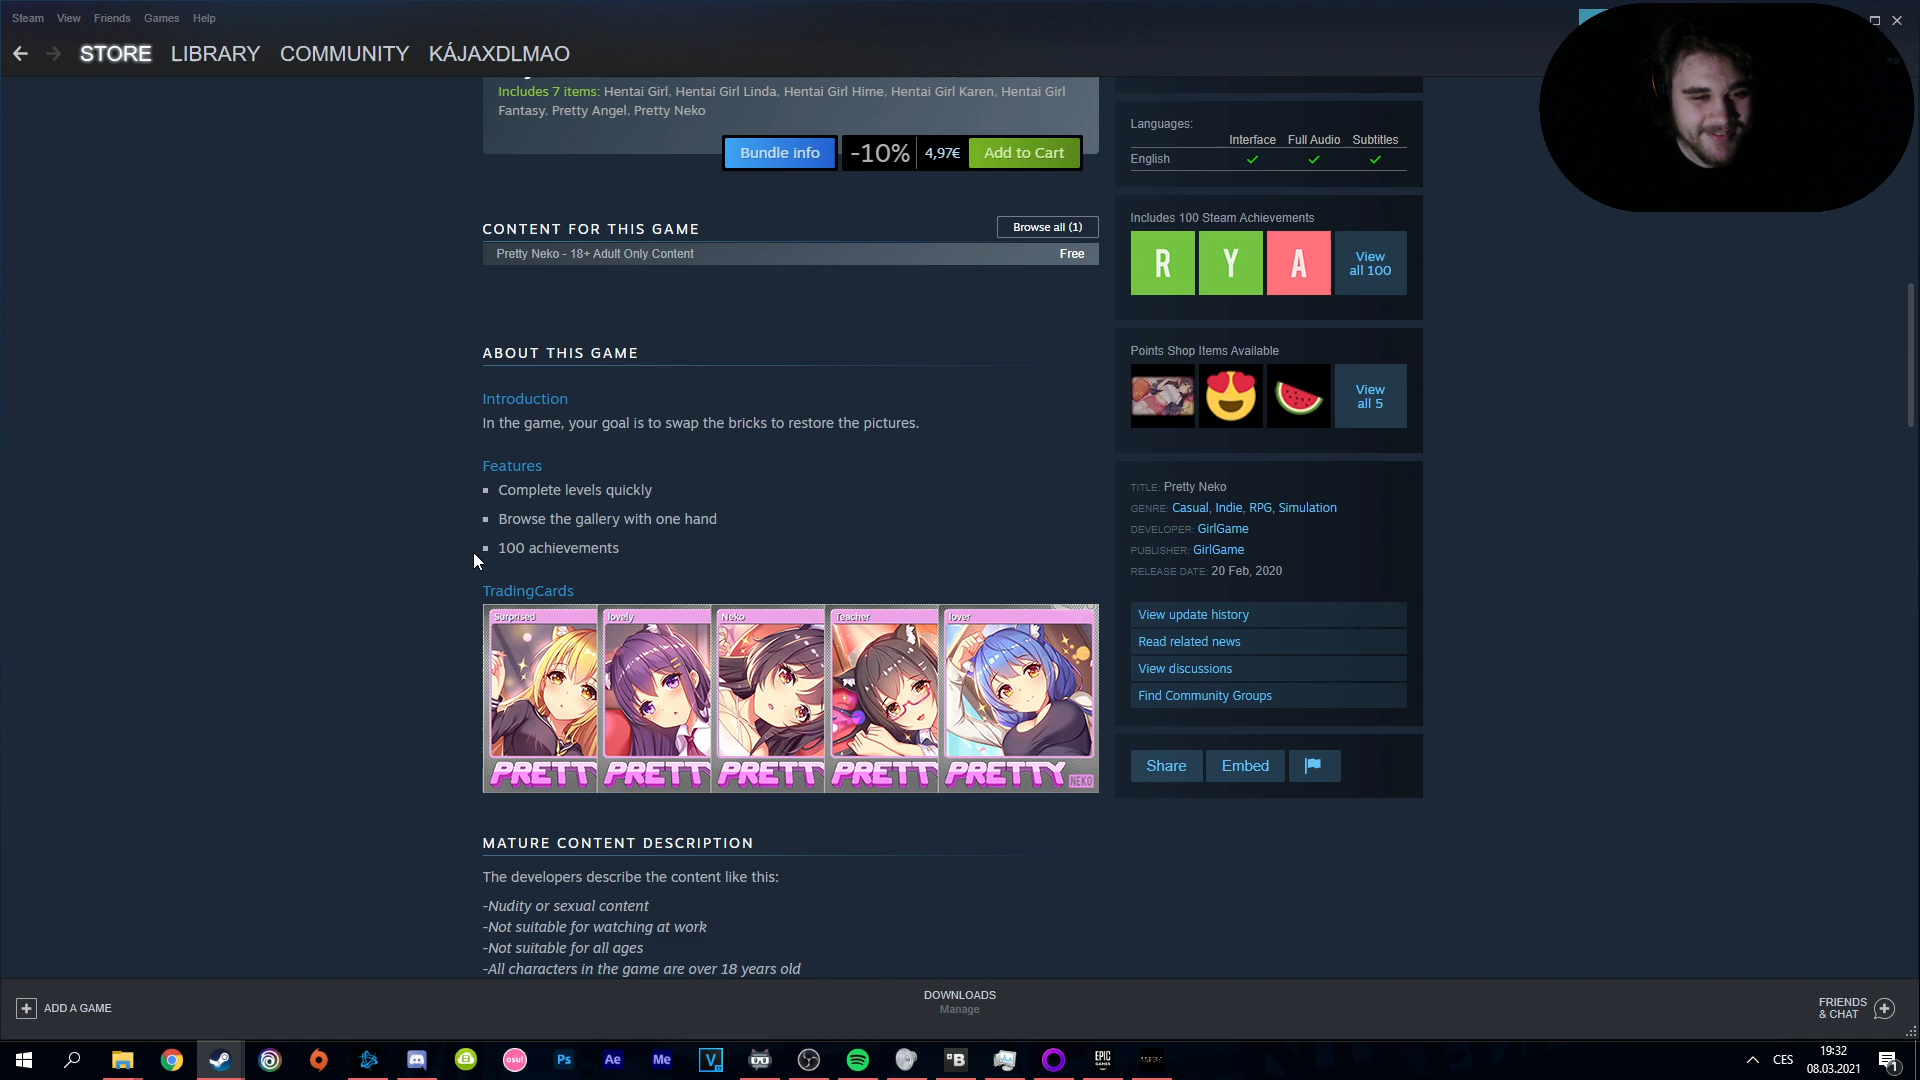 Steam View Friends Games Help
STORE LIBRARY COMMUNITY KÁJAXDLMAO
Includes 7 items: Hentai Girl, Hentai Girl Linda, Hentai Girl Hime, Hentai Girl Karen, Hentai Girl
Fantasy, Pretty Angel, Pretty Neko
Bundle info -10% 4,97€ Add to Cart
CONTENT FOR THIS GAME
Browse all (1)
Pretty Neko - 18+ Adult Only Content Free
ABOUT THIS GAME
Introduction
In the game, your goal is to swap the bricks to restore the pictures.
Features
Complete levels quickly
Browse the gallery with one hand
100 achievements
TradingCards
Surprised lovely Neko Teacher lover
PRETT PRETT PRETT PRETT PRETTY
NEKO
MATURE CONTENT DESCRIPTION
The developers describe the content like this:
-Nudity or sexual content
-Not suitable for watching at work
-Not suitable for all ages
-All characters in the game are over 18 years old
Languages:
Interface Full Audio Subtitles
English
Includes 100 Steam Achievements
R Y A View
all 100
Points Shop Items Available
View
all 5
TITLE: Pretty Neko
GENRE: Casual, Indie, RPG, Simulation
DEVELOPER: GirlGame
PUBLISHER: GirlGame
RELEASE DATE: 20 Feb, 2020
View update history
Read related news
View discussions
Find Community Groups
Share Embed
ADD A GAME
DOWNLOADS
Manage
FRIENDS
& CHAT
osu! Ps Ae Me V B EPIC
GAMES
CES
19:32
08.03.2021
1